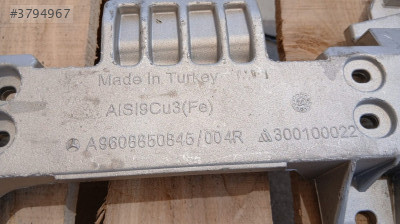 #3794967
Made in Turkey
AlSi9Cu3(Fe)
A9606650845/004R 300100022